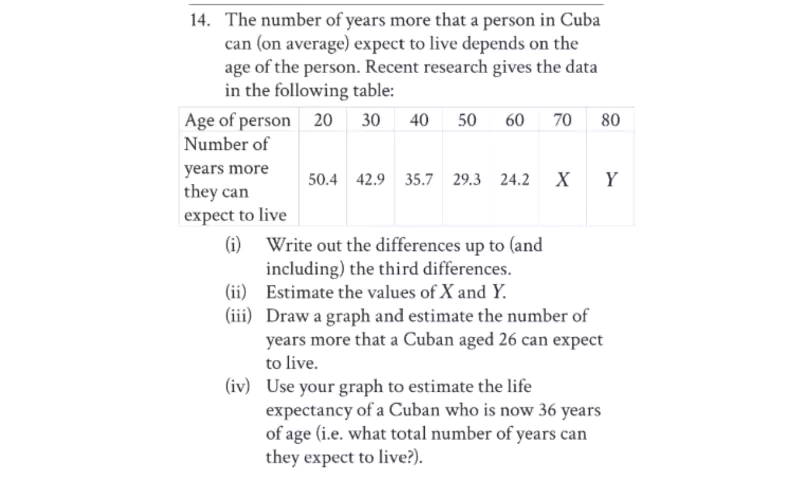 14. The number of years more that a person in Cuba
can (on average) expect to live depends on the
age of the person. Recent research gives the data
in the following table:
Age of person 20 30 40 50 60 70 80
Number of
years more
they can
expect to live 50.4 42.9 35.7 29.3 24.2 X Y
(i) Write out the differences up to (and
including) the third differences.
(ii) Estimate the values of X and Y.
(iii) Draw a graph and estimate the number of
years more that a Cuban aged 26 can expect
to live.
(iv) Use your graph to estimate the life
expectancy of a Cuban who is now 36 years
of age (i.e. what total number of years can
they expect to live?).